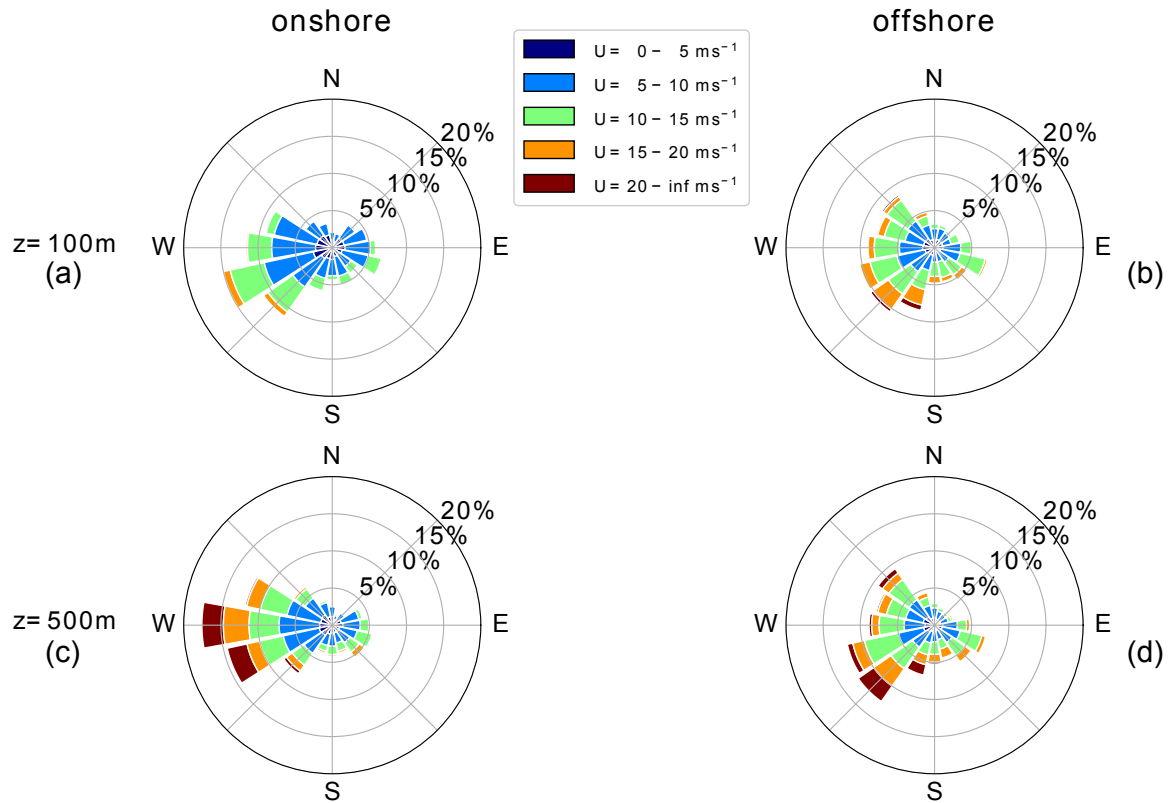 onshore
offshore
U = 0 − 5 ms⁻¹
U = 5 − 10 ms⁻¹
U = 10 − 15 ms⁻¹
U = 15 − 20 ms⁻¹
U = 20 − inf ms⁻¹
N
20%
15%
10%
5%
z= 100m
(a)
W
E
S
N
20%
15%
10%
5%
W
E
(b)
S
N
20%
15%
10%
5%
z= 500m
(c)
W
E
S
N
20%
15%
10%
5%
W
E
(d)
S